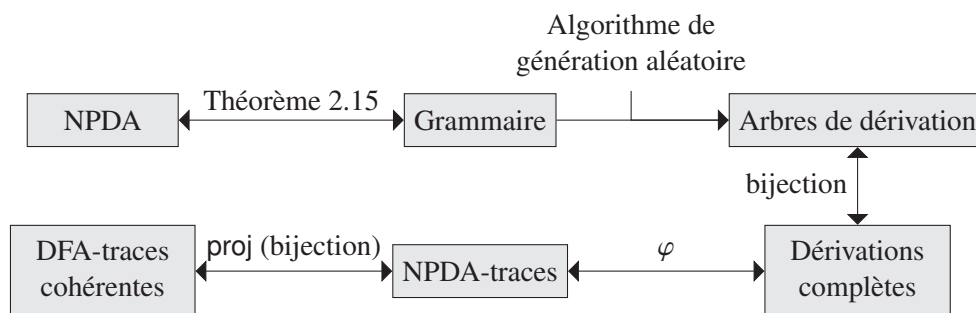 Algorithme de
génération aléatoire
NPDA
Théorème 2.15
Grammaire
Arbres de dérivation
bijection
DFA-traces
cohérentes
proj (bijection)
NPDA-traces
φ
Dérivations
complètes